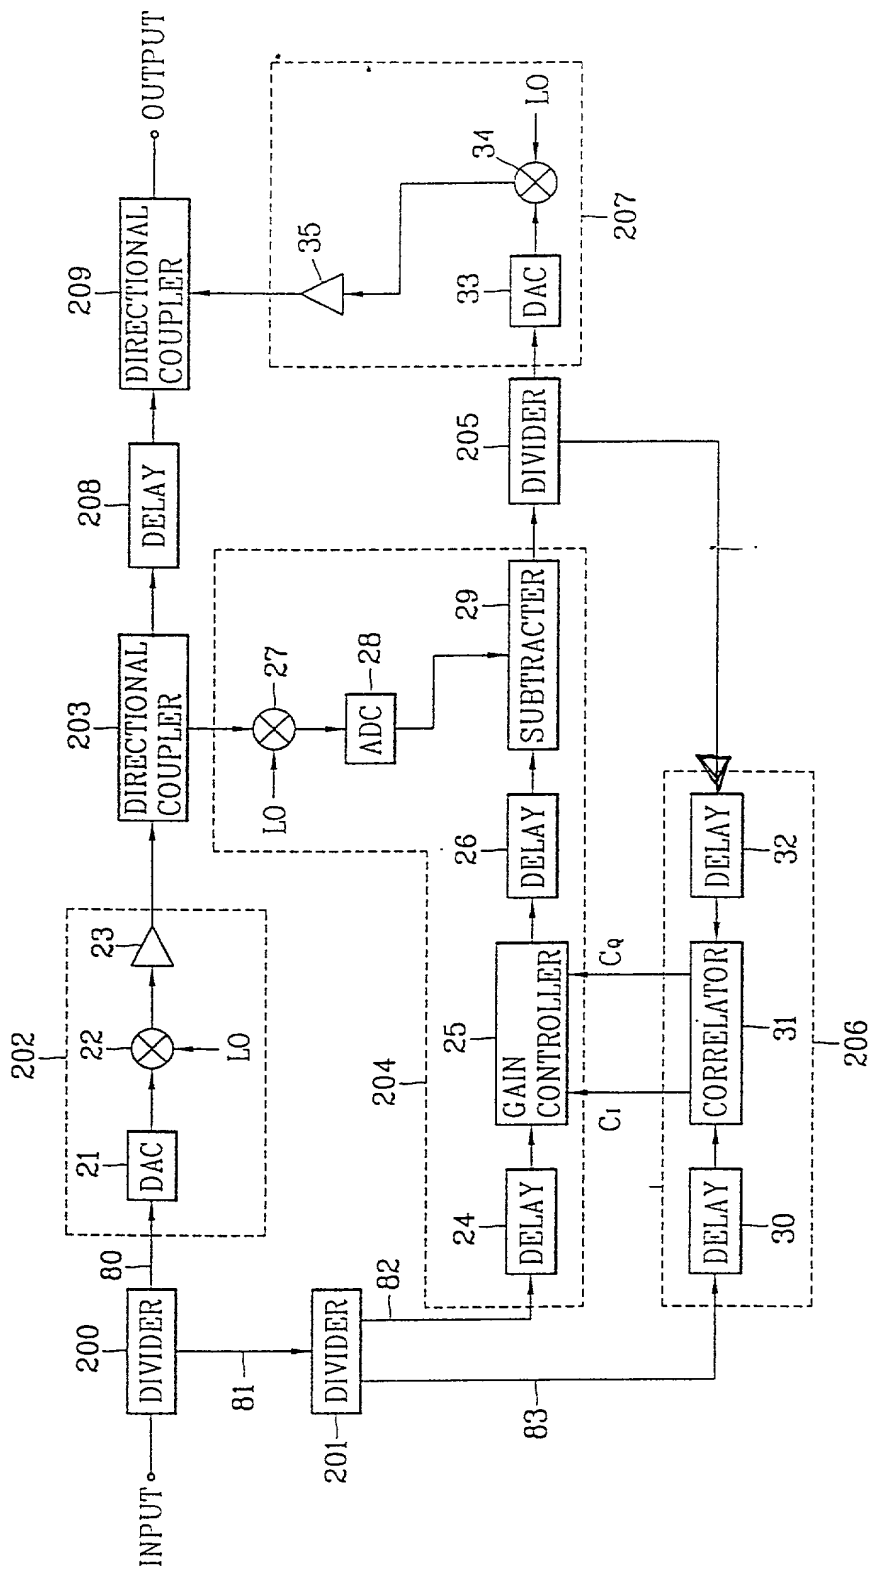 INPUT
200
DIVIDER
80
202
21
DAC
22
LO
23
203
DIRECTIONAL
COUPLER
208
DELAY
209
DIRECTIONAL
COUPLER
OUTPUT
81
201
DIVIDER
82
83
204
24
DELAY
25
GAIN
CONTROLLER
26
DELAY
LO
27
28
ADC
29
SUBTRACTER
205
DIVIDER
33
DAC
34
LO
35
207
CI
CQ
DELAY
30
CORRELATOR
31
DELAY
32
206